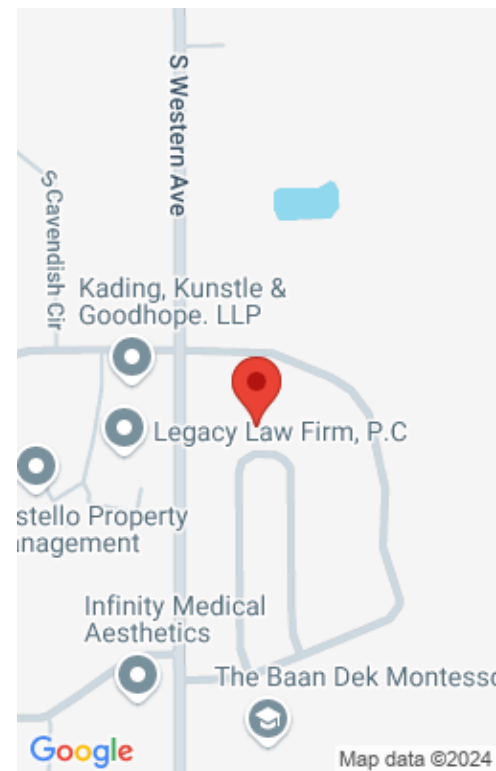 S Western Ave
S Cavendish Cir
Kading, Kunstle &
Goodhope. LLP
Legacy Law Firm, P.C
stello Property
nagement
Infinity Medical
Aesthetics
The Baan Dek Montesso
Google
Map data ©2024